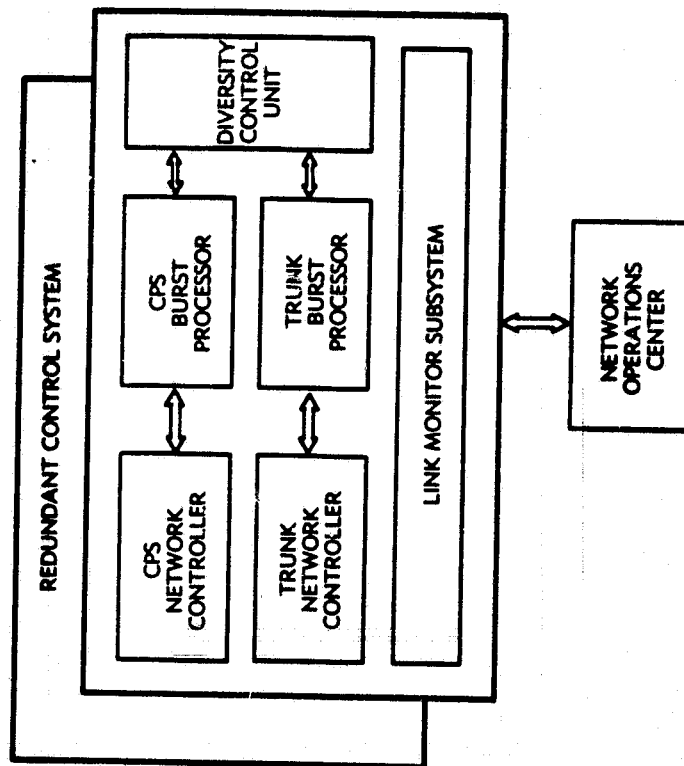 REDUNDANT CONTROL SYSTEM
CPS
NETWORK
CONTROLLER
CPS
BURST
PROCESSOR
DIVERSITY
CONTROL
UNIT
TRUNK
NETWORK
CONTROLLER
TRUNK
BURST
PROCESSOR
LINK MONITOR SUBSYSTEM
NETWORK
OPERATIONS
CENTER